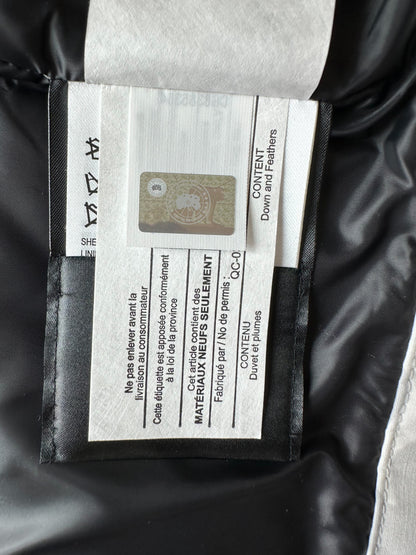 Ne pas enlever avant la
livraison au consommateur
Cette étiquette est apposée conformément
à la loi de la province
Cet article contient des
MATÉRIAUX NEUFS SEULEMENT
Fabriqué par / No de permis :
QC-0
CONTENU
Duvet et plumes
CONTENT
Down and Feathers
SHE